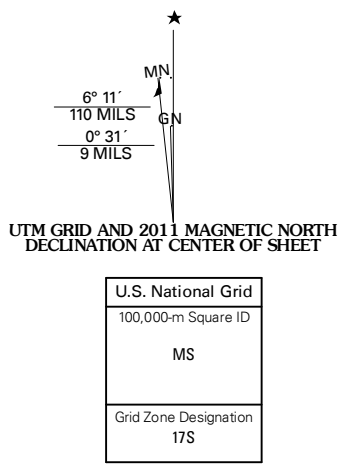 ★
MN
6° 11´
110 MILS
GN
0° 31´
9 MILS
UTM GRID AND 2011 MAGNETIC NORTH
DECLINATION AT CENTER OF SHEET
U.S. National Grid
100,000-m Square ID
MS
Grid Zone Designation
17S